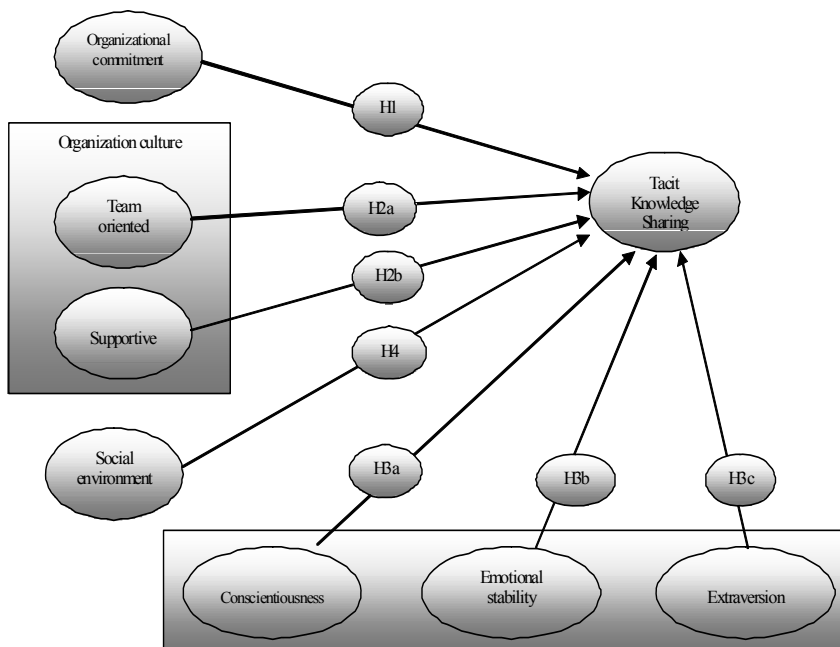 Organizational
commitment
H1
Organization culture
Team
oriented
H2a
Tacit
Knowledge
Sharing
H2b
Supportive
H4
Social
environment
H3a
H3b
H3c
Conscientiousness
Emotional
stability
Extraversion